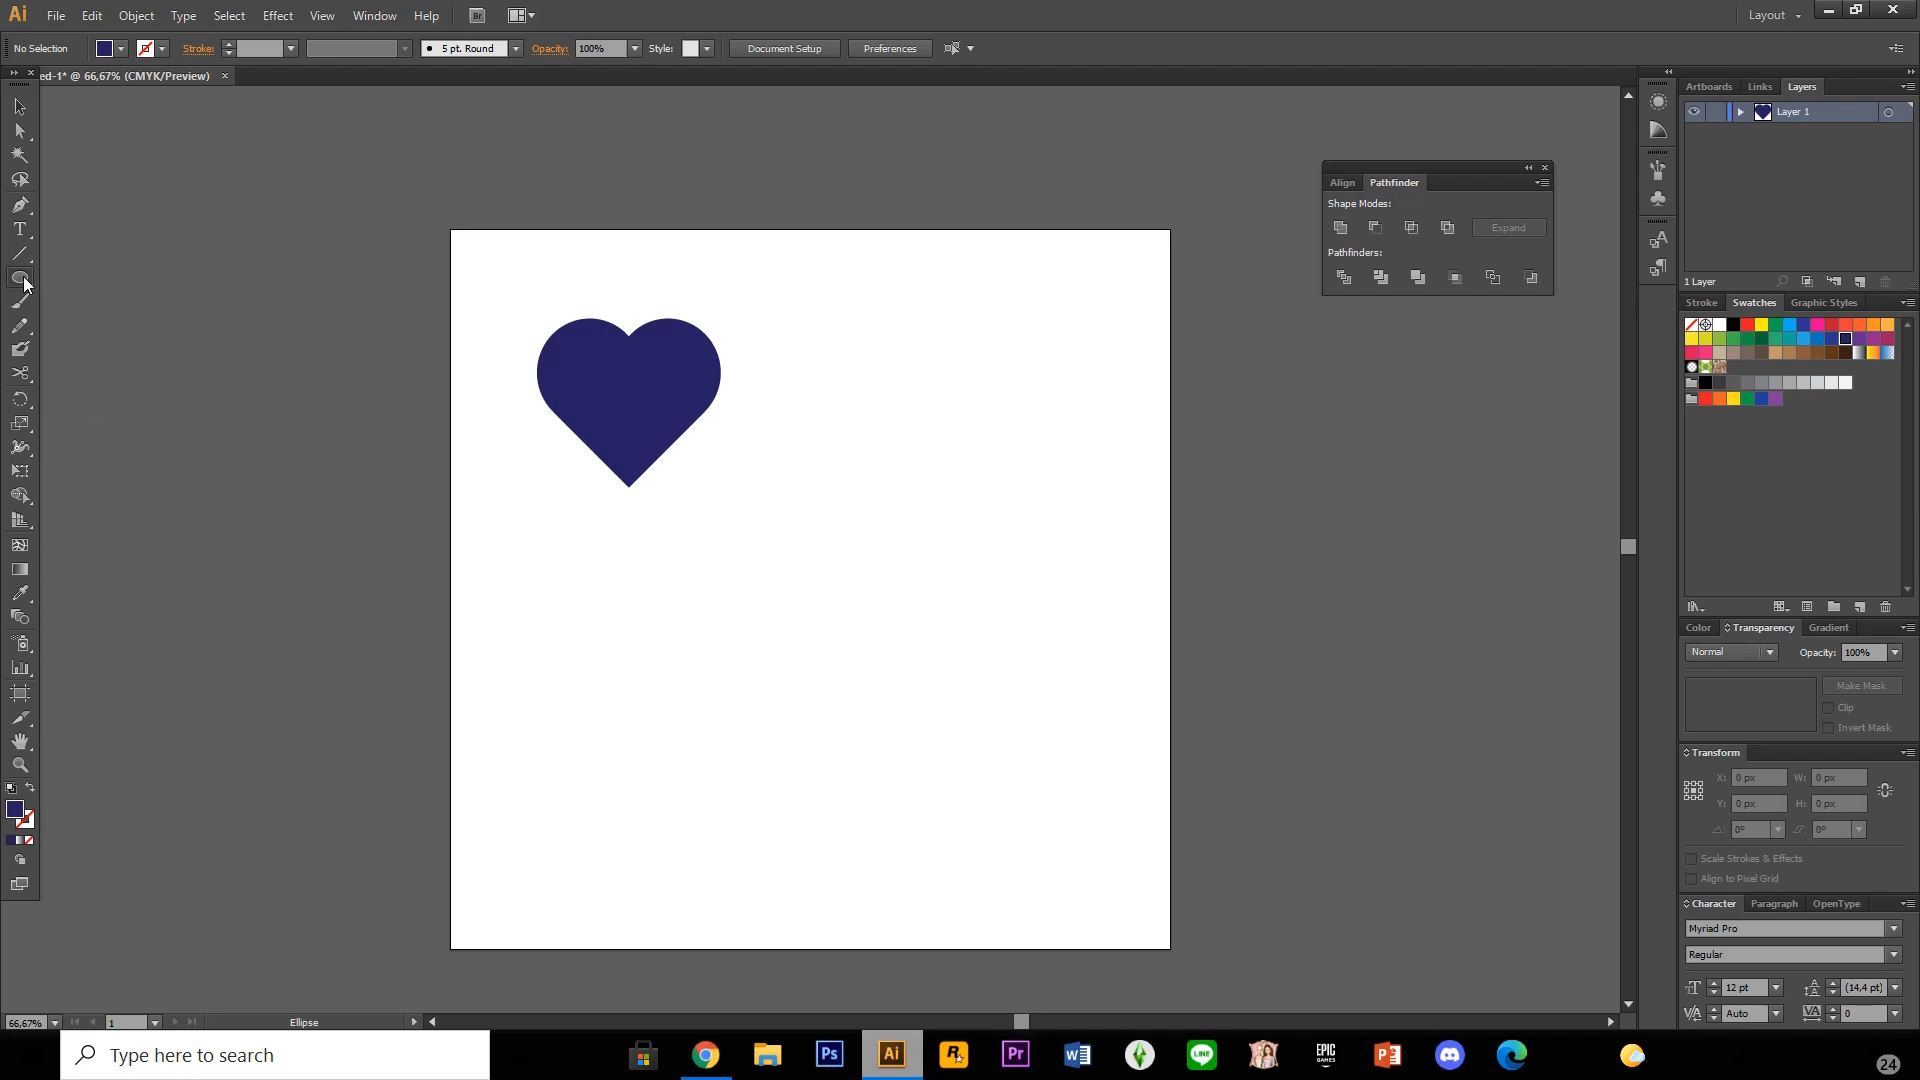 Ai File Edit Object Type Select Effect View Window Help Br Layout
No Selection Stroke: 5 pt. Round Opacity: 100% Style: Document Setup Preferences
ed-1* @ 66,67% (CMYK/Preview)
Artboards Links Layers
Layer 1
Align Pathfinder
Shape Modes:
Expand
Pathfinders:
1 Layer
Stroke Swatches Graphic Styles
Color Transparency Gradient
Normal Opacity: 100%
Make Mask
Clip
Invert Mask
Transform
X: 0 px W: 0 px
Y: 0 px H: 0 px
0° 0°
Scale Strokes & Effects
Align to Pixel Grid
Character Paragraph OpenType
Myriad Pro
Regular
12 pt (14,4 pt)
Auto 0
66,67% 1 Ellipse
Type here to search
Ps Ai R Pr W LINE EPIC GAMES P
24